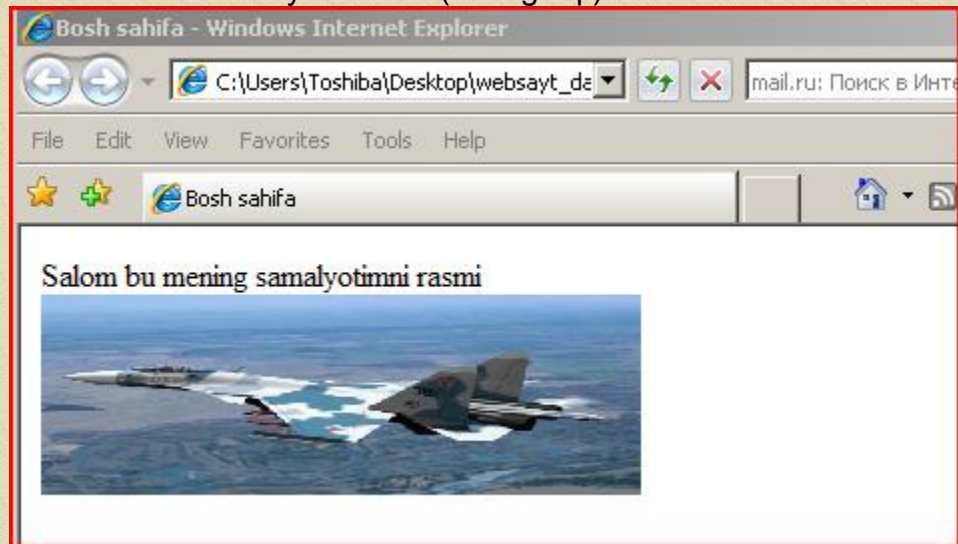 Bosh sahifa - Windows Internet Explorer
C:\Users\Toshiba\Desktop\websayt_da
mail.ru: Поиск в Инте
File Edit View Favorites Tools Help
Bosh sahifa
Salom bu mening samalyotimni rasmi